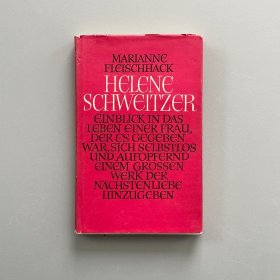 MARIANNE
FLEISCHHACK
HELENE
SCHWEITZER
EINBLICK IN DAS
LEBEN EINER FRAU,
DER ES GEGEBEN
WAR, SICH SELBSTLOS
UND AUFOPFERND
EINEM GROSSEN
WERK DER
NÄCHSTENLIEBE
HINZUGEBEN